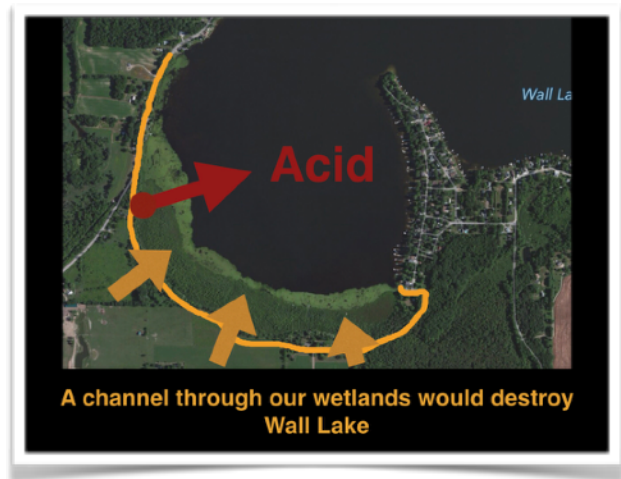 Wall La
Acid
A channel through our wetlands would destroy
Wall Lake